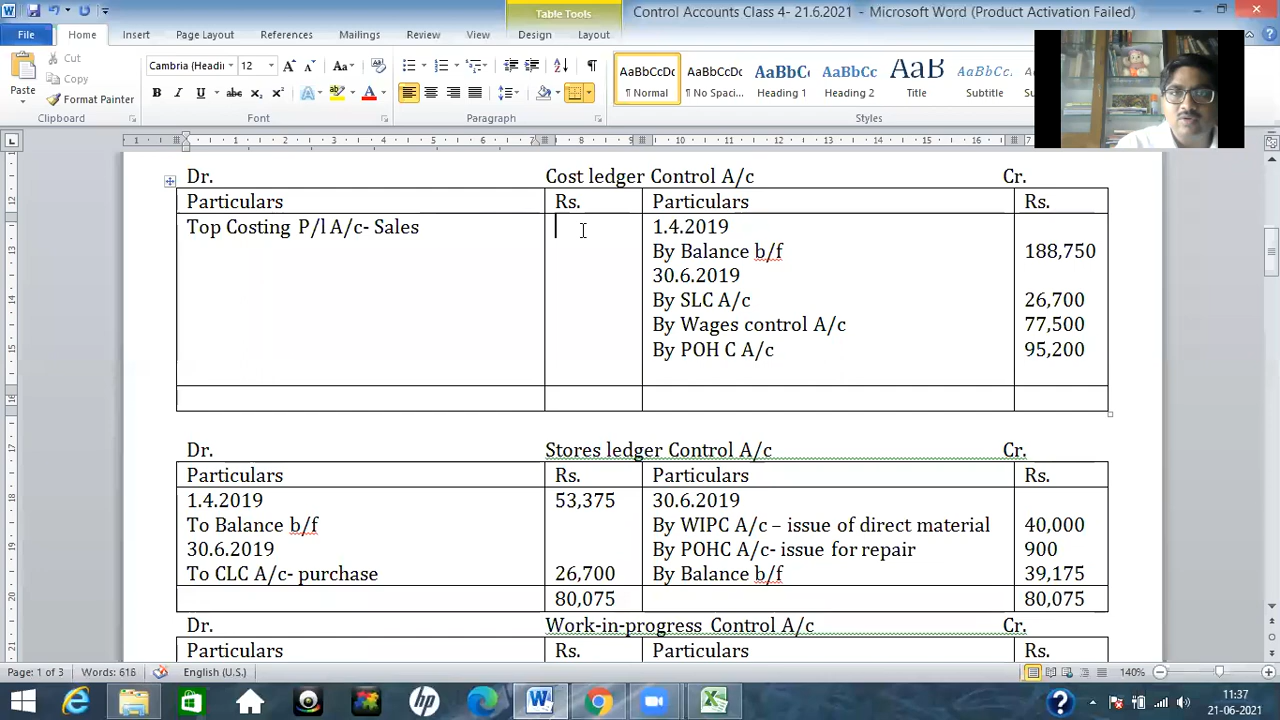 Table Tools
Control Accounts Class 4- 21.6.2021 - Microsoft Word (Product Activation Failed)
File Home Insert Page Layout References Mailings Review View Design Layout
Paste
Cut
Copy
Format Painter
Clipboard
Cambria (Headi 12
Font
Paragraph
AaBbCcDc AaBbCcDc AaBbCc AaBbCc AaB AaBbCc.
¶ Normal ¶ No Spaci... Heading 1 Heading 2 Title Subtitle
Styles
Dr. Cost ledger Control A/c Cr.
Particulars Rs. Particulars Rs.
Top Costing P/l A/c- Sales 1.4.2019
By Balance b/f 188,750
30.6.2019
By SLC A/c 26,700
By Wages control A/c 77,500
By POH C A/c 95,200
Dr. Stores ledger Control A/c Cr.
Particulars Rs. Particulars Rs.
1.4.2019 53,375 30.6.2019
To Balance b/f By WIPC A/c – issue of direct material 40,000
30.6.2019 By POHC A/c- issue for repair 900
To CLC A/c- purchase 26,700 By Balance b/f 39,175
80,075 80,075
Dr. Work-in-progress Control A/c Cr.
Particulars Rs. Particulars Rs.
Page: 1 of 3 Words: 616 English (U.S.) 140%
11:37
21-06-2021